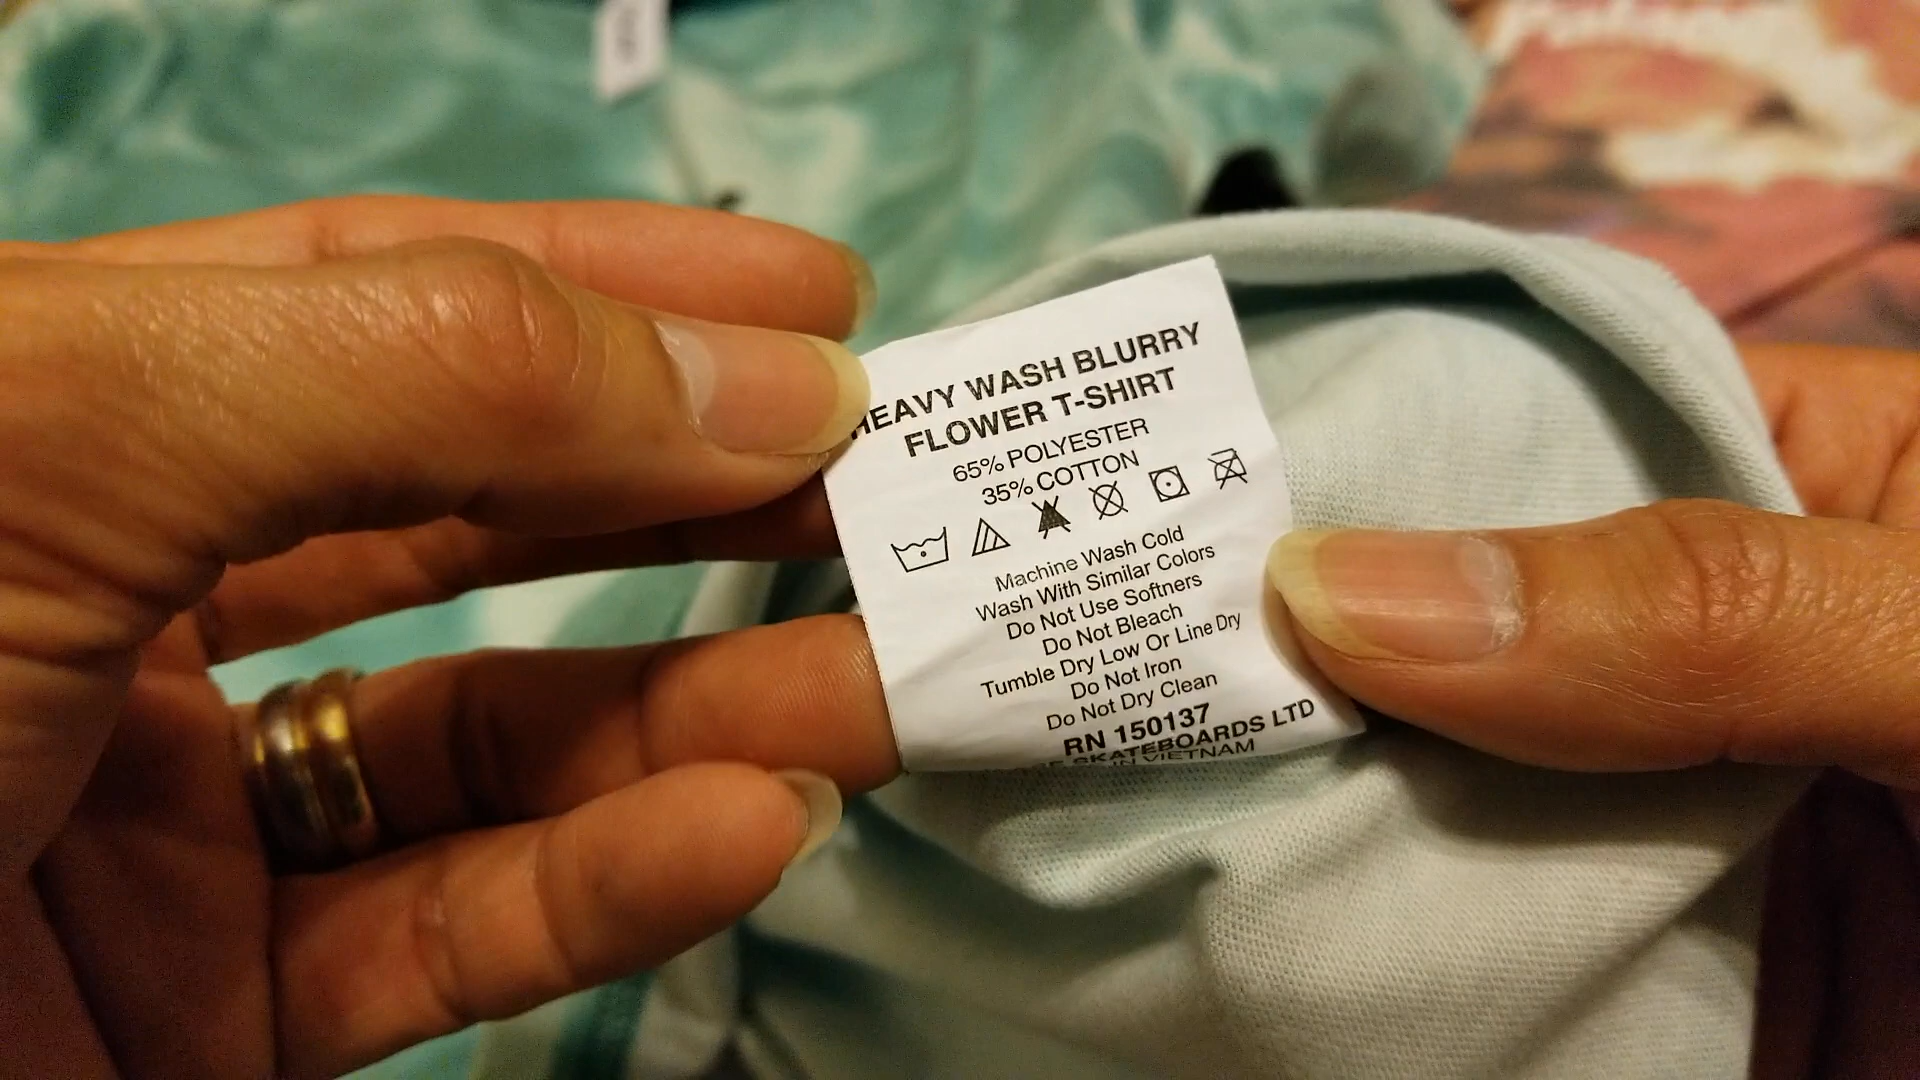 HEAVY WASH BLURRY
FLOWER T-SHIRT
65% POLYESTER
35% COTTON
Machine Wash Cold
Wash With Similar Colors
Do Not Use Softners
Do Not Bleach
Tumble Dry Low Or Line Dry
Do Not Iron
Do Not Dry Clean
RN 150137
SKATEBOARDS LTD
IN VIETNAM